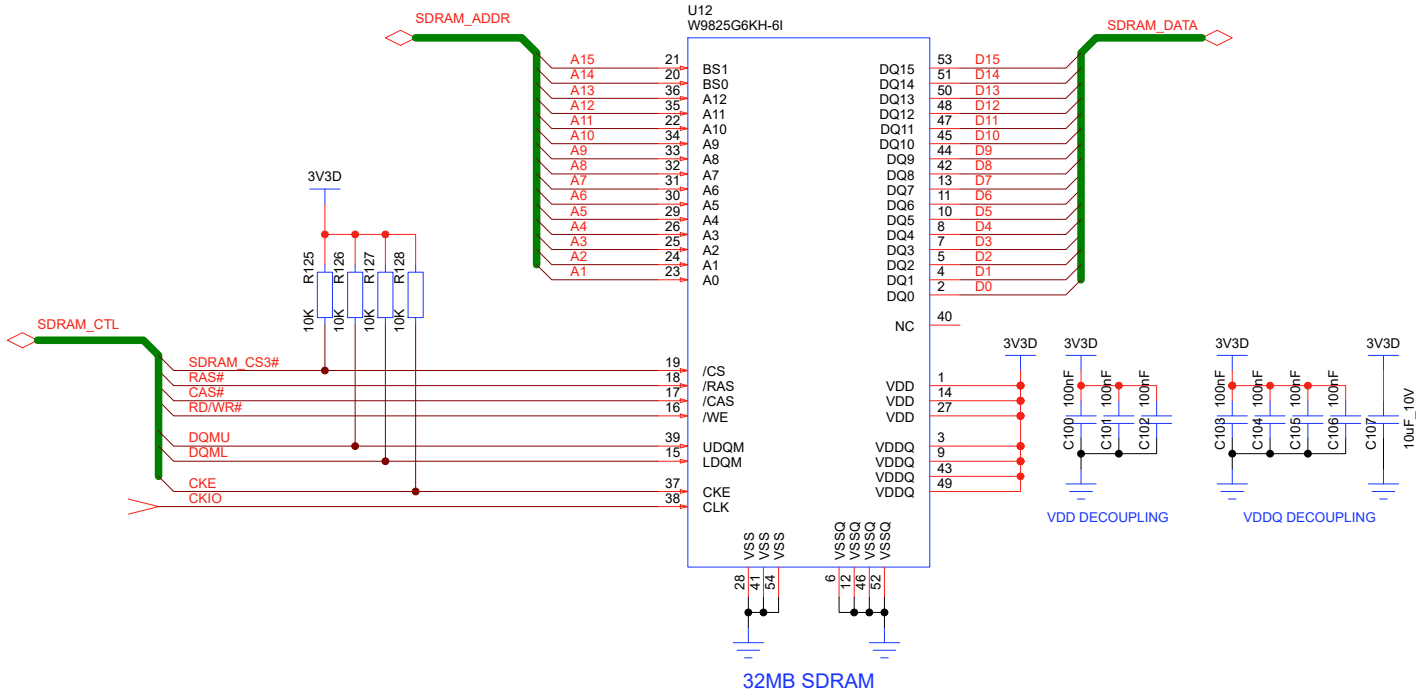 U12
W9825G6KH-6I
SDRAM_ADDR
SDRAM_DATA
A15 21 BS1 DQ15 53 D15
A14 20 BS0 DQ14 51 D14
A13 36 A12 DQ13 50 D13
A12 35 A11 DQ12 48 D12
A11 22 A10 DQ11 47 D11
A10 34 A9 DQ10 45 D10
A9 33 A8 DQ9 44 D9
A8 32 A7 DQ8 42 D8
A7 31 A6 DQ7 13 D7
A6 30 A5 DQ6 11 D6
A5 29 A4 DQ5 10 D5
A4 26 A3 DQ4 8 D4
A3 25 A2 DQ3 7 D3
A2 24 A1 DQ2 5 D2
A1 23 A0 DQ1 4 D1
DQ0 2 D0
NC 40
3V3D
R125 10K
R126 10K
R127 10K
R128 10K
SDRAM_CTL
SDRAM_CS3# 19 /CS
RAS# 18 /RAS
CAS# 17 /CAS
RD/WR# 16 /WE
DQMU 39 UDQM
DQML 15 LDQM
CKE 37 CKE
CKIO 38 CLK
VDD 1
VDD 14
VDD 27
VDDQ 3
VDDQ 9
VDDQ 43
VDDQ 49
3V3D
3V3D
3V3D
3V3D
C100 100nF
C101 100nF
C102 100nF
C103 100nF
C104 100nF
C105 100nF
C106 100nF
C107 10uF_10V
VDD DECOUPLING
VDDQ DECOUPLING
VSS 28
VSS 41
VSS 54
VSSQ 6
VSSQ 12
VSSQ 46
VSSQ 52
32MB SDRAM